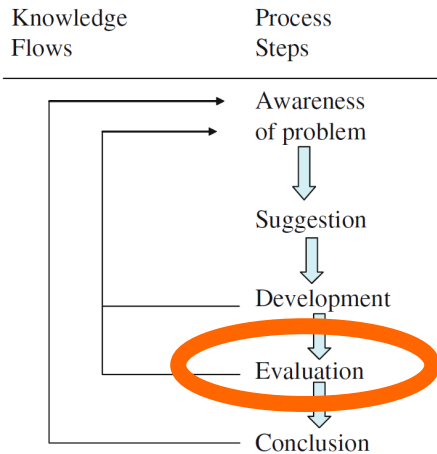 Knowledge Process
Flows Steps
Awareness
of problem
Suggestion
Development
Evaluation
Conclusion